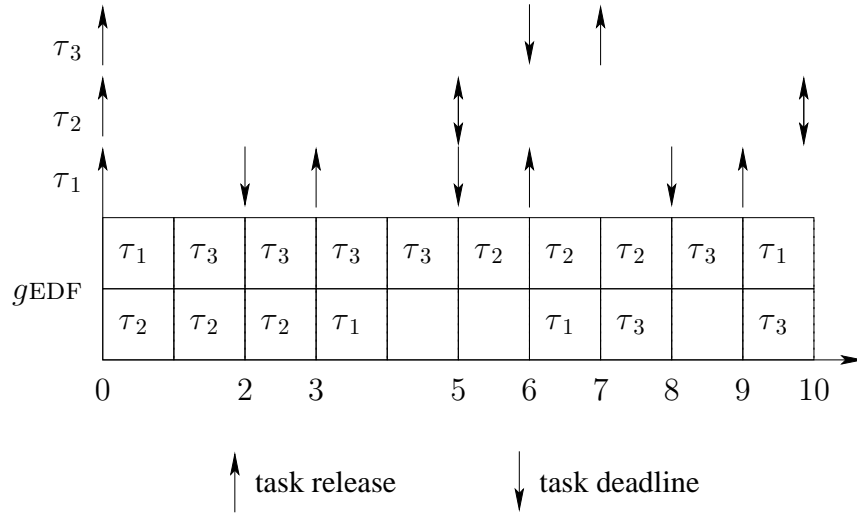 τ3
τ2
τ1
τ1 τ3 τ3 τ3 τ3 τ2 τ2 τ2 τ3 τ1
gEDF
τ2 τ2 τ2 τ1 τ1 τ3 τ3
0 2 3 5 6 7 8 9 10
task release task deadline